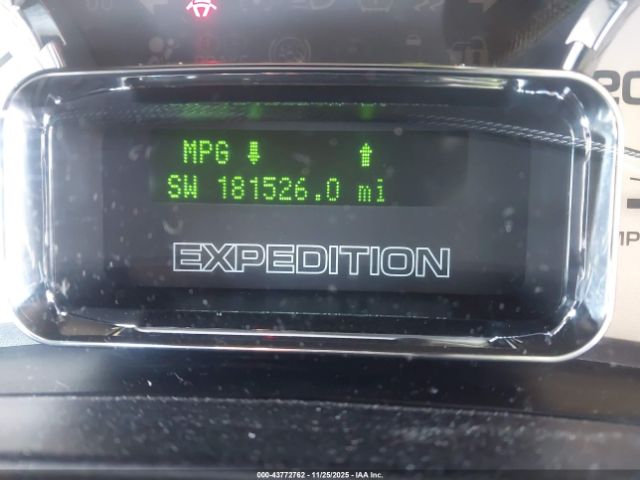 MPG ⬇ ⬆
SW 181526.0 mi
EXPEDITION
000-43772762 - 11/25/2025 - IAA Inc.